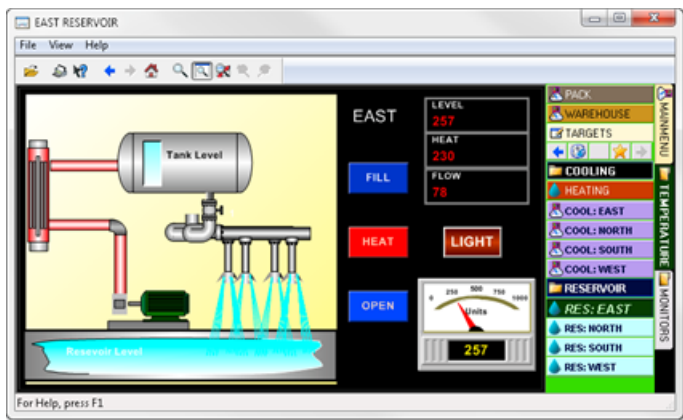 EAST RESERVOIR
File View Help
EAST
LEVEL
257
HEAT
230
FLOW
78
FILL
HEAT
LIGHT
OPEN
Tank Level
Resevoir Level
0 250 500 750 1000
Units
257
PACK
WAREHOUSE
TARGETS
COOLING
HEATING
COOL: EAST
COOL: NORTH
COOL: SOUTH
COOL: WEST
RESERVOIR
RES: EAST
RES: NORTH
RES: SOUTH
RES: WEST
MAINMENU
TEMPERATURE
MONITORS
For Help, press F1